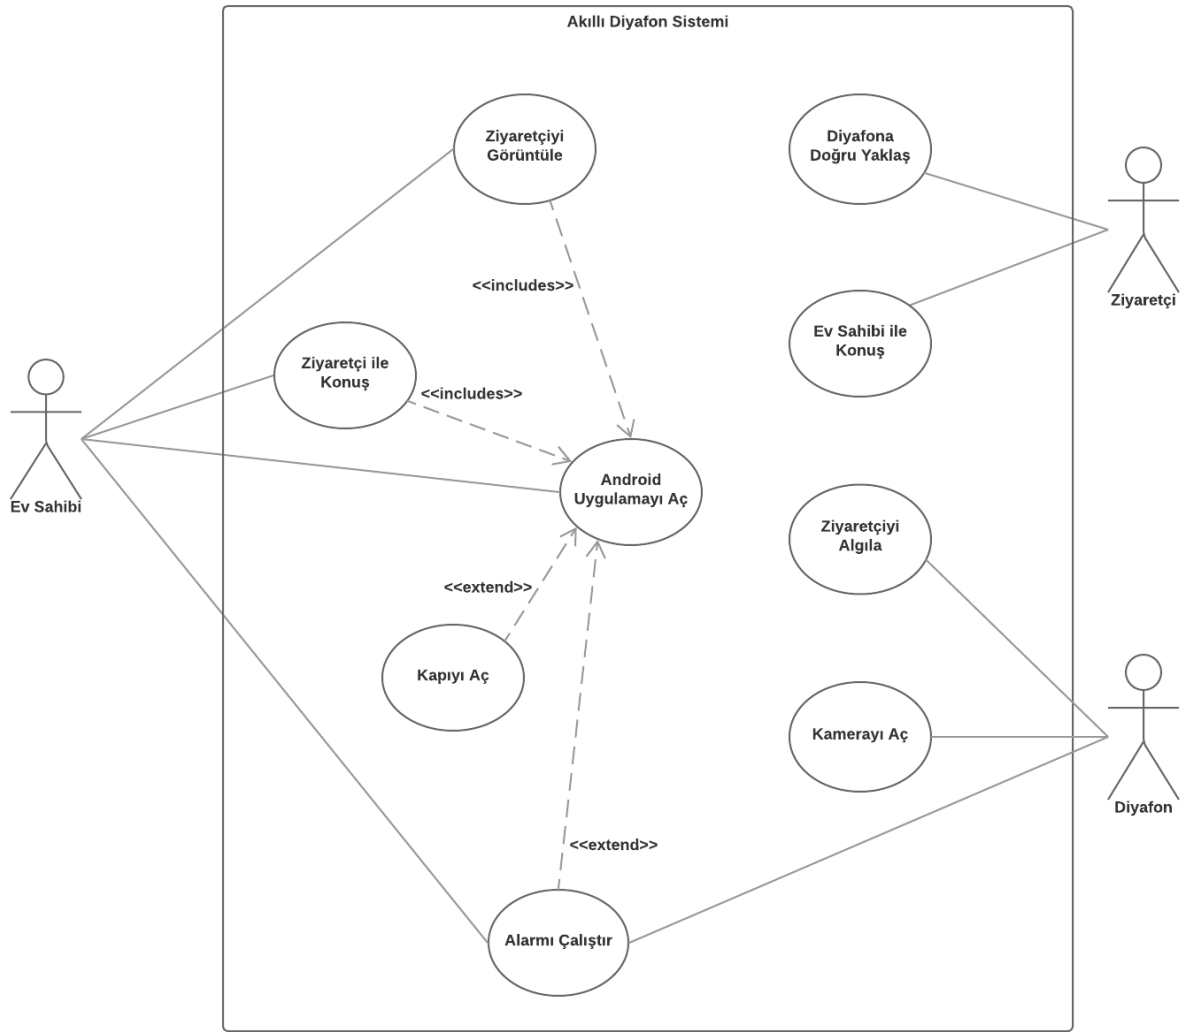 Akıllı Diyafon Sistemi
Ziyaretçiyi
Görüntüle
Diyafona
Doğru Yaklaş
<<includes>>
Ziyaretçi
Ev Sahibi ile
Konuş
Ziyaretçi ile
Konuş
<<includes>>
Android
Uygulamayı Aç
Ev Sahibi
Ziyaretçiyi
Algıla
<<extend>>
Kapıyı Aç
Kamerayı Aç
Diyafon
<<extend>>
Alarmı Çalıştır